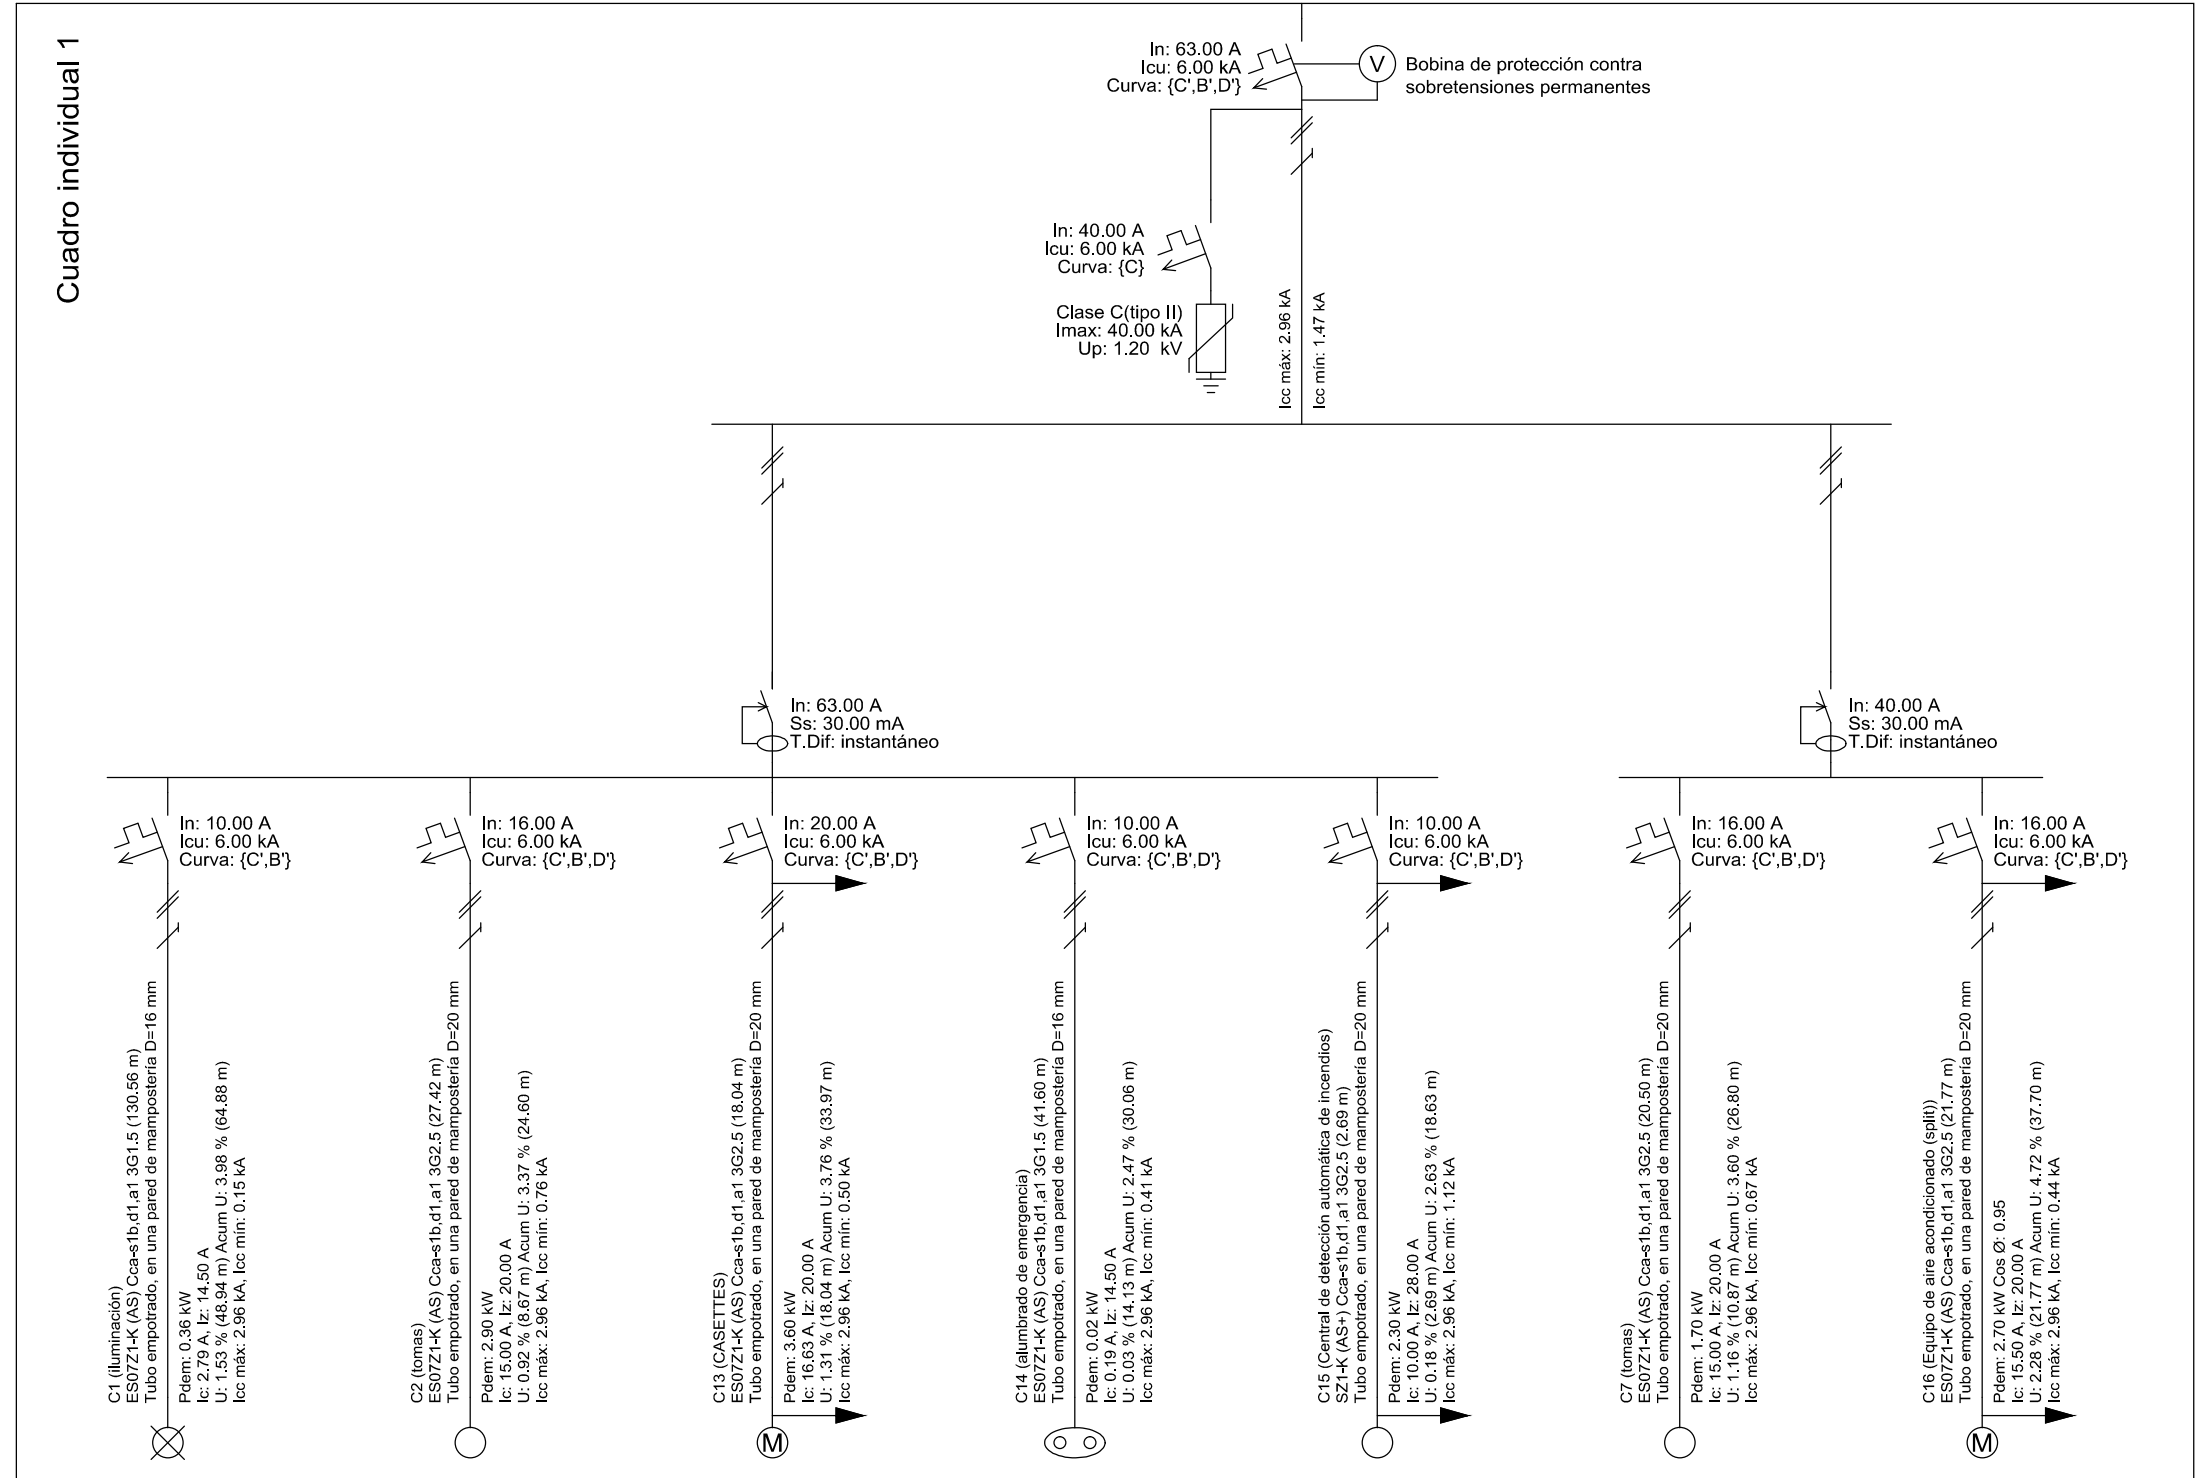 Cuadro individual 1
In: 63.00 A
Icu: 6.00 kA
Curva: {C',B',D'}
V
Bobina de protección contra
sobretensiones permanentes
In: 40.00 A
Icu: 6.00 kA
Curva: {C}
Clase C(tipo II)
Imax: 40.00 kA
Up: 1.20 kV
Icc máx: 2.96 kA
Icc mín: 1.47 kA
In: 63.00 A
Ss: 30.00 mA
T.Dif: instantáneo
In: 40.00 A
Ss: 30.00 mA
T.Dif: instantáneo
In: 10.00 A
Icu: 6.00 kA
Curva: {C',B'}
In: 16.00 A
Icu: 6.00 kA
Curva: {C',B',D'}
In: 20.00 A
Icu: 6.00 kA
Curva: {C',B',D'}
In: 10.00 A
Icu: 6.00 kA
Curva: {C',B',D'}
In: 10.00 A
Icu: 6.00 kA
Curva: {C',B',D'}
In: 16.00 A
Icu: 6.00 kA
Curva: {C',B',D'}
In: 16.00 A
Icu: 6.00 kA
Curva: {C',B',D'}
C1 (iluminación)
ES07Z1-K (AS) Cca-s1b,d1,a1 3G1.5 (130.56 m)
Tubo empotrado, en una pared de mampostería D=16 mm
Pdem: 0.36 kW
Ic: 2.79 A, Iz: 14.50 A
U: 1.53 % (48.94 m) Acum U: 3.98 % (64.88 m)
Icc máx: 2.96 kA, Icc mín: 0.15 kA
C2 (tomas)
ES07Z1-K (AS) Cca-s1b,d1,a1 3G2.5 (27.42 m)
Tubo empotrado, en una pared de mampostería D=20 mm
Pdem: 2.90 kW
Ic: 15.00 A, Iz: 20.00 A
U: 0.92 % (8.67 m) Acum U: 3.37 % (24.60 m)
Icc máx: 2.96 kA, Icc mín: 0.76 kA
C13 (CASETTES)
ES07Z1-K (AS) Cca-s1b,d1,a1 3G2.5 (18.04 m)
Tubo empotrado, en una pared de mampostería D=20 mm
Pdem: 3.60 kW
Ic: 16.63 A, Iz: 20.00 A
U: 1.31 % (18.04 m) Acum U: 3.76 % (33.97 m)
Icc máx: 2.96 kA, Icc mín: 0.50 kA
M
C14 (alumbrado de emergencia)
ES07Z1-K (AS) Cca-s1b,d1,a1 3G1.5 (41.60 m)
Tubo empotrado, en una pared de mampostería D=16 mm
Pdem: 0.02 kW
Ic: 0.19 A, Iz: 14.50 A
U: 0.03 % (14.13 m) Acum U: 2.47 % (30.06 m)
Icc máx: 2.96 kA, Icc mín: 0.41 kA
C15 (Central de detección automática de incendios)
SZ1-K (AS+) Cca-s1b,d1,a1 3G2.5 (2.69 m)
Tubo empotrado, en una pared de mampostería D=20 mm
Pdem: 2.30 kW
Ic: 10.00 A, Iz: 28.00 A
U: 0.18 % (2.69 m) Acum U: 2.63 % (18.63 m)
Icc máx: 2.96 kA, Icc mín: 1.12 kA
C7 (tomas)
ES07Z1-K (AS) Cca-s1b,d1,a1 3G2.5 (20.50 m)
Tubo empotrado, en una pared de mampostería D=20 mm
Pdem: 1.70 kW
Ic: 15.00 A, Iz: 20.00 A
U: 1.16 % (10.87 m) Acum U: 3.60 % (26.80 m)
Icc máx: 2.96 kA, Icc mín: 0.67 kA
C16 (Equipo de aire acondicionado (split))
ES07Z1-K (AS) Cca-s1b,d1,a1 3G2.5 (21.77 m)
Tubo empotrado, en una pared de mampostería D=20 mm
Pdem: 2.70 kW Cos Ø: 0.95
Ic: 15.50 A, Iz: 20.00 A
U: 2.28 % (21.77 m) Acum U: 4.72 % (37.70 m)
Icc máx: 2.96 kA, Icc mín: 0.44 kA
M